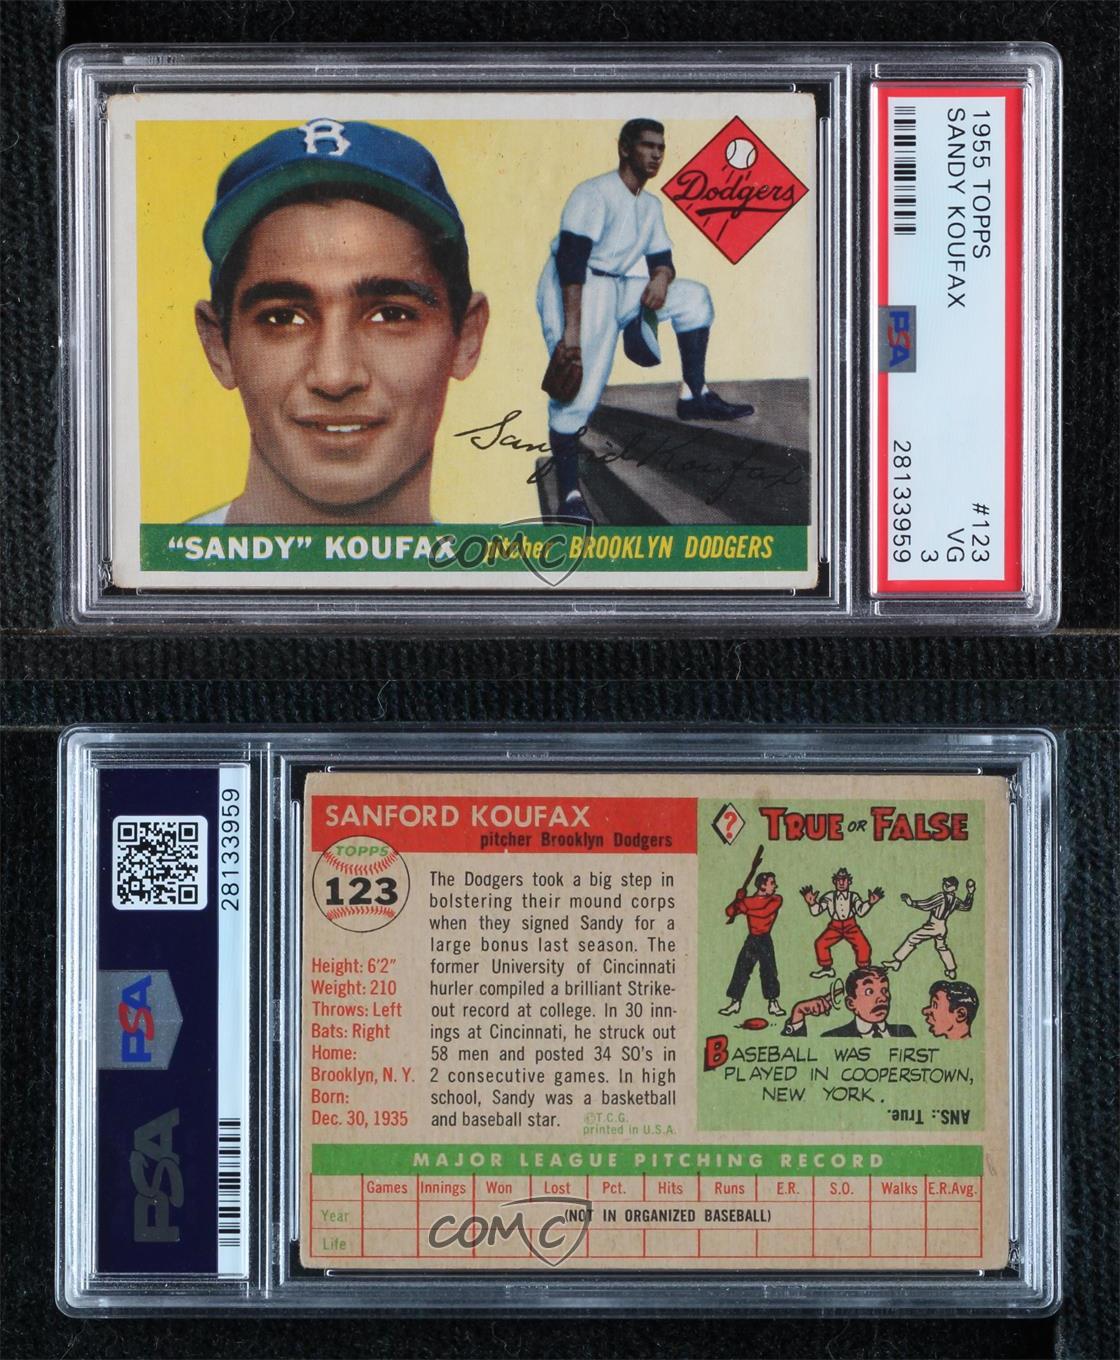 B
Dodgers
Sanford Koufax
"SANDY" KOUFAX pitcher BROOKLYN DODGERS
COMC
1955 TOPPS
SANDY KOUFAX
#123
VG
3
PSA
28133959
28133959
PSA
PSA
SANFORD KOUFAX
pitcher Brooklyn Dodgers
TOPPS
123
Height: 6'2"
Weight: 210
Throws: Left
Bats: Right
Home:
Brooklyn, N. Y.
Born:
Dec. 30, 1935
The Dodgers took a big step in
bolstering their mound corps
when they signed Sandy for a
large bonus last season. The
former University of Cincinnati
hurler compiled a brilliant Strike-
out record at college. In 30 inn-
ings at Cincinnati, he struck out
58 men and posted 34 SO's in
2 consecutive games. In high
school, Sandy was a basketball
and baseball star.
©T.C.G.
printed in U.S.A.
?
TRUE OR FALSE
BASEBALL WAS FIRST
PLAYED IN COOPERSTOWN,
NEW YORK.
ANS.: True.
MAJOR LEAGUE PITCHING RECORD
Games Innings Won Lost Pct. Hits Runs E.R. S.O. Walks E.R.Avg.
Year
(NOT IN ORGANIZED BASEBALL)
Life
COMC